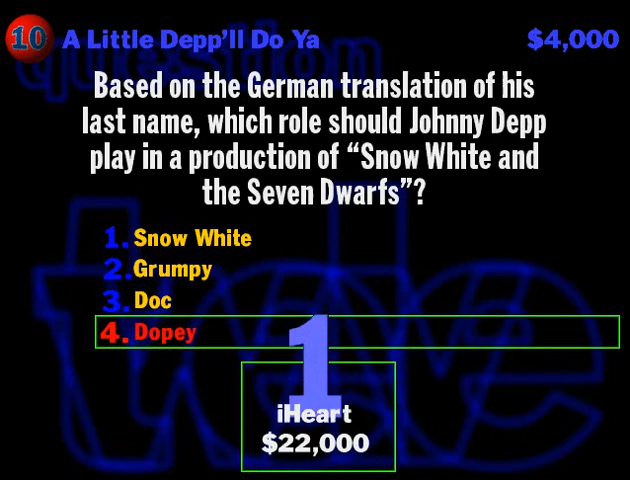 10 A Little Depp'll Do Ya $4,000
question
Based on the German translation of his
last name, which role should Johnny Depp
play in a production of “Snow White and
the Seven Dwarfs”?
1. Snow White
2. Grumpy
3. Doc
4. Dopey
1
iHeart
$22,000